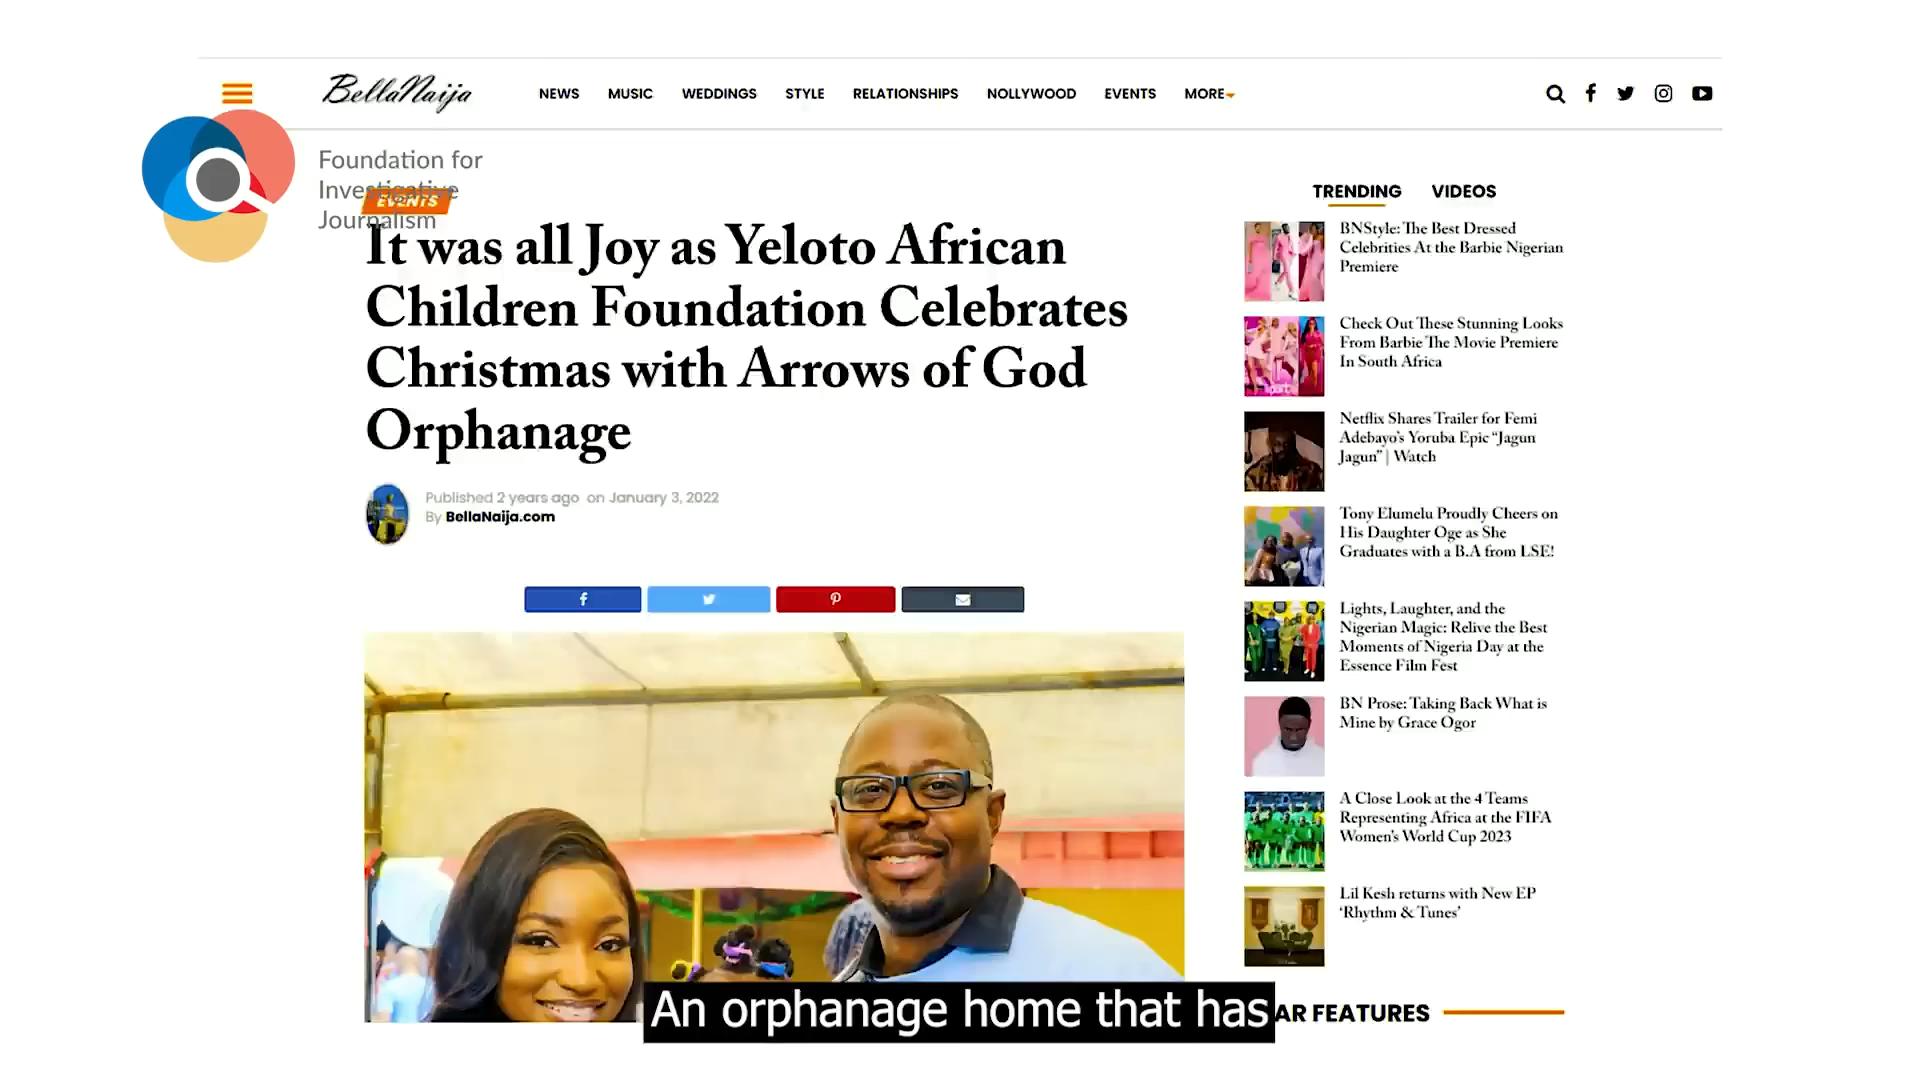 BellaNaija
NEWS
MUSIC
WEDDINGS
STYLE
RELATIONSHIPS
NOLLYWOOD
EVENTS
MORE
Foundation for
Investigative
Journalism
EVENTS
It was all Joy as Yeloto African
Children Foundation Celebrates
Christmas with Arrows of God
Orphanage
Published 2 years ago on January 3, 2022
By BellaNaija.com
TRENDING
VIDEOS
BNStyle: The Best Dressed
Celebrities At the Barbie Nigerian
Premiere
Check Out These Stunning Looks
From Barbie The Movie Premiere
In South Africa
Netflix Shares Trailer for Femi
Adebayo’s Yoruba Epic “Jagun
Jagun” | Watch
Tony Elumelu Proudly Cheers on
His Daughter Oge as She
Graduates with a B.A from LSE!
Lights, Laughter, and the
Nigerian Magic: Relive the Best
Moments of Nigeria Day at the
Essence Film Fest
BN Prose: Taking Back What is
Mine by Grace Ogor
A Close Look at the 4 Teams
Representing Africa at the FIFA
Women’s World Cup 2023
Lil Kesh returns with New EP
‘Rhythm & Tunes’
AR FEATURES
An orphanage home that has